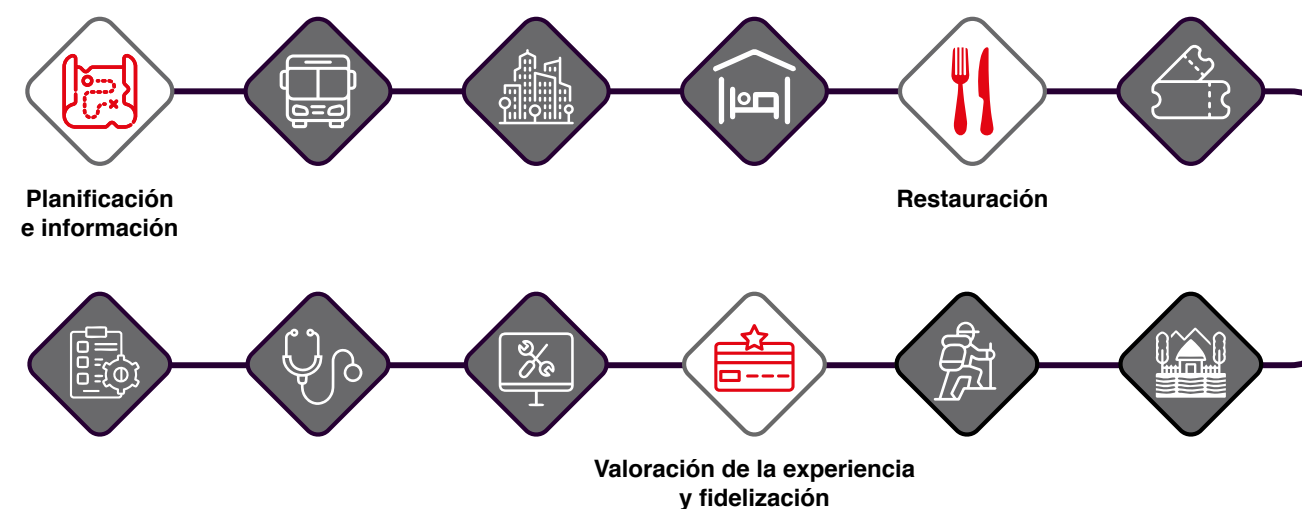 Planificación
e información
Restauración
Valoración de la experiencia
y fidelización